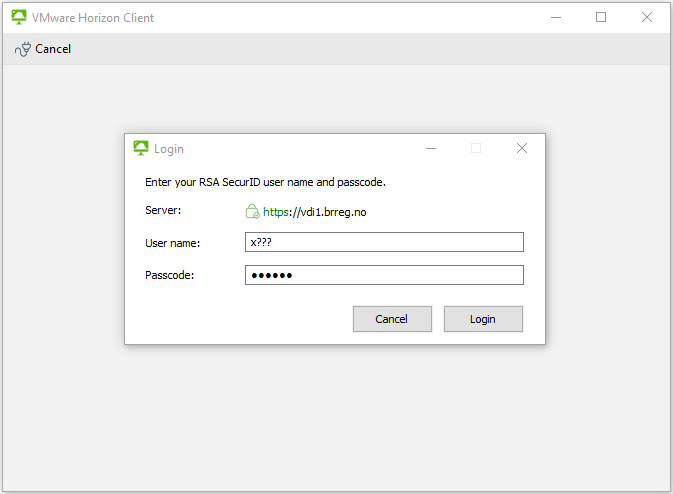 VMware Horizon Client
Cancel
Login
Enter your RSA SecurID user name and passcode.
Server: https://vdi1.brreg.no
User name: x???
Passcode: ●●●●●●
Cancel Login